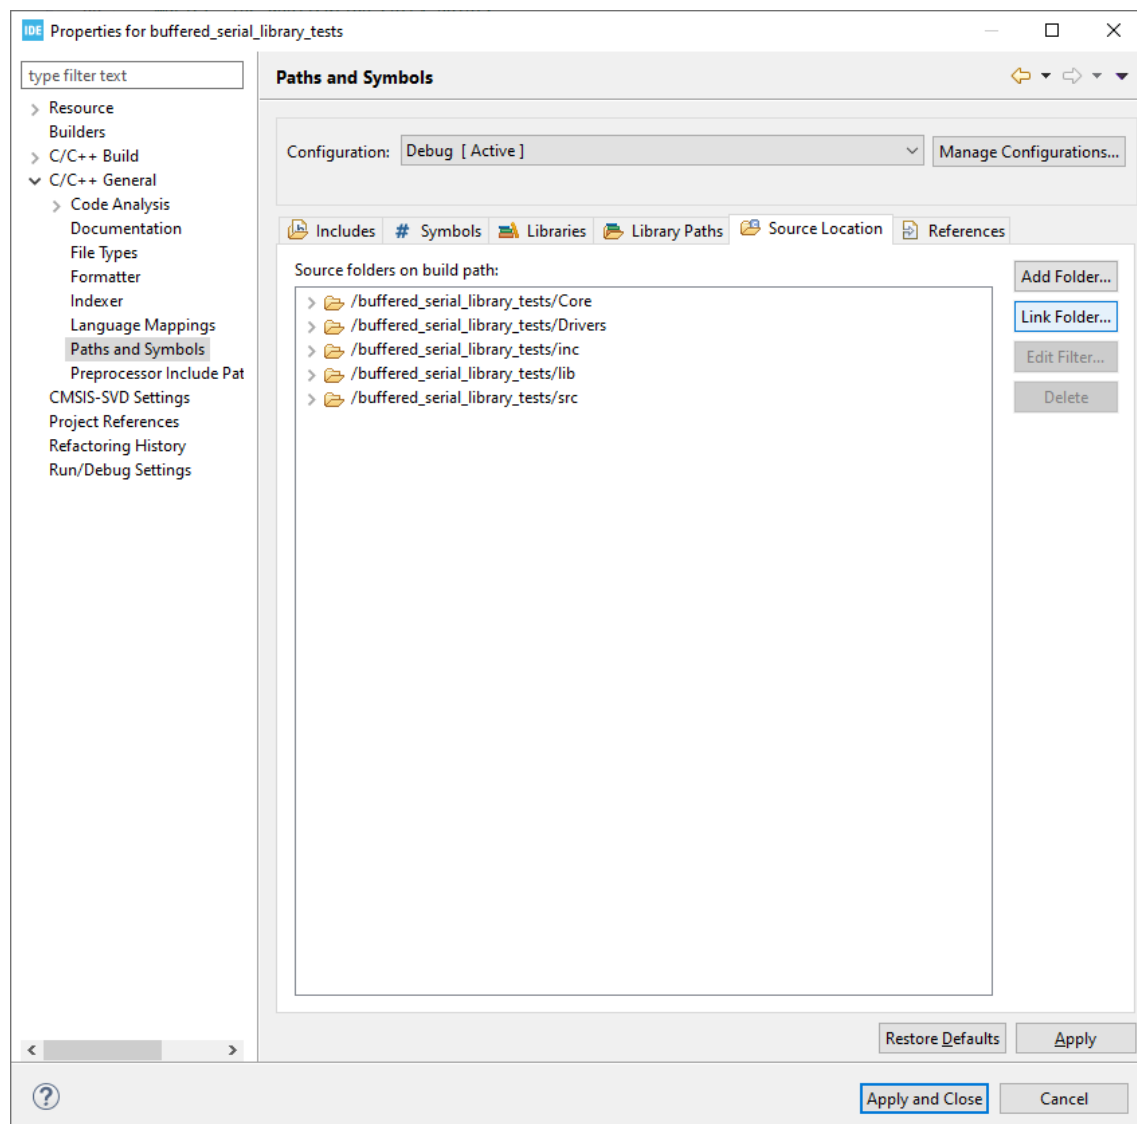 IDE Properties for buffered_serial_library_tests
type filter text
Resource
Builders
C/C++ Build
C/C++ General
Code Analysis
Documentation
File Types
Formatter
Indexer
Language Mappings
Paths and Symbols
Preprocessor Include Pat
CMSIS-SVD Settings
Project References
Refactoring History
Run/Debug Settings
Paths and Symbols
Configuration: Debug [ Active ] Manage Configurations...
Includes # Symbols Libraries Library Paths Source Location References
Source folders on build path:
/buffered_serial_library_tests/Core
/buffered_serial_library_tests/Drivers
/buffered_serial_library_tests/inc
/buffered_serial_library_tests/lib
/buffered_serial_library_tests/src
Add Folder...
Link Folder...
Edit Filter...
Delete
Restore Defaults Apply
? Apply and Close Cancel